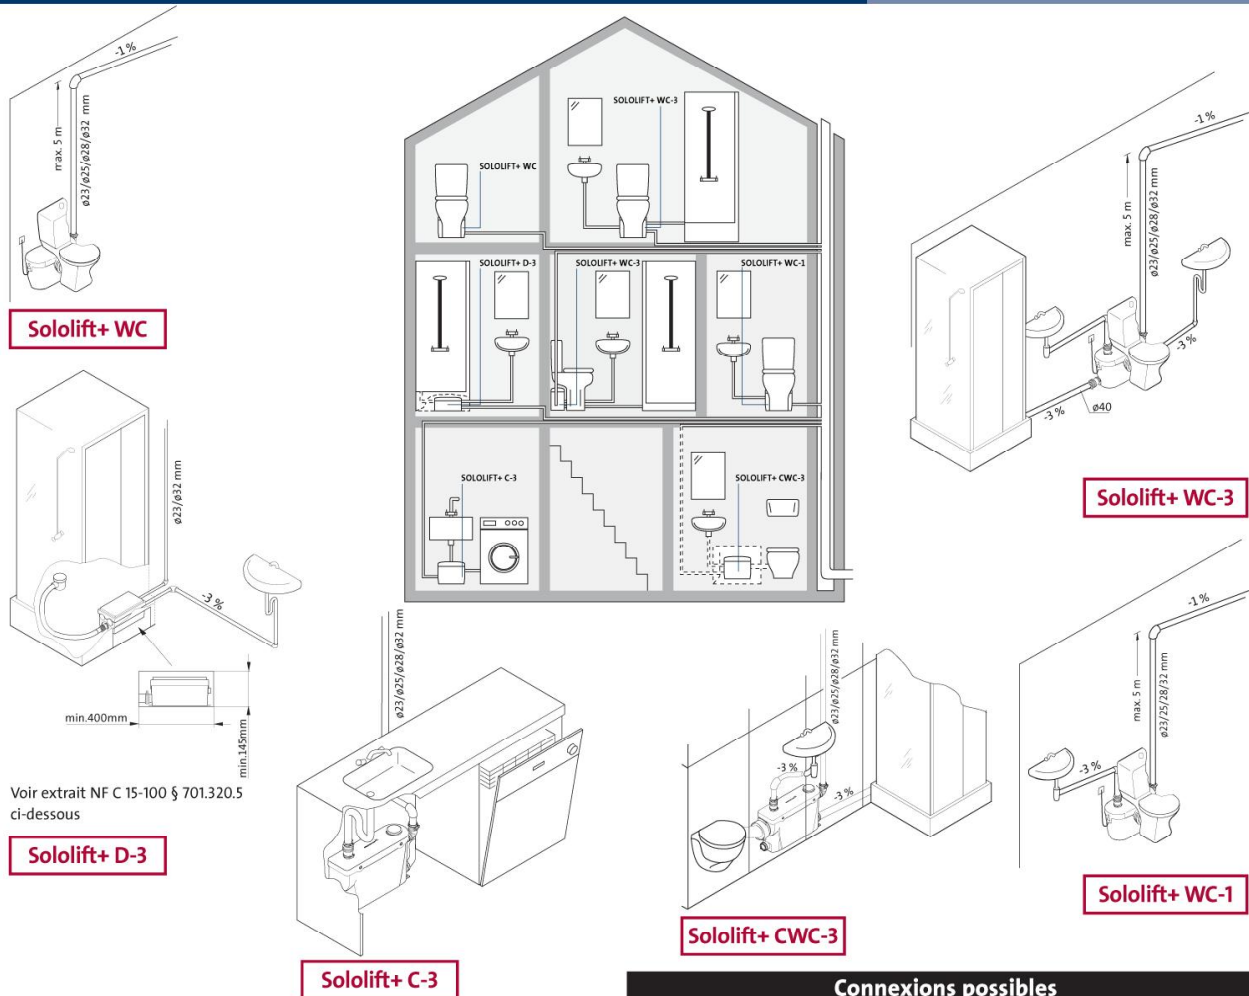 -1 %
max. 5 m
ø23/ø25/ø28/ø32 mm
Sololift+ WC
SOLOLIFT+ WC
SOLOLIFT+ WC-3
SOLOLIFT+ D-3
SOLOLIFT+ WC-3
SOLOLIFT+ WC-1
SOLOLIFT+ C-3
SOLOLIFT+ CWC-3
-1 %
max. 5 m
ø23/ø25/ø28/ø32 mm
-3 %
-3 %
ø40
Sololift+ WC-3
ø23/ø32 mm
-3 %
min.400mm
min.145mm
Voir extrait NF C 15-100 § 701.320.5
ci-dessous
Sololift+ D-3
ø23/ø25/ø28/ø32 mm
Sololift+ C-3
ø23/ø25/ø28/ø32 mm
-3 %
-3 %
Sololift+ CWC-3
-1 %
max. 5 m
ø23/25/28/32 mm
-3 %
Sololift+ WC-1
Connexions possibles